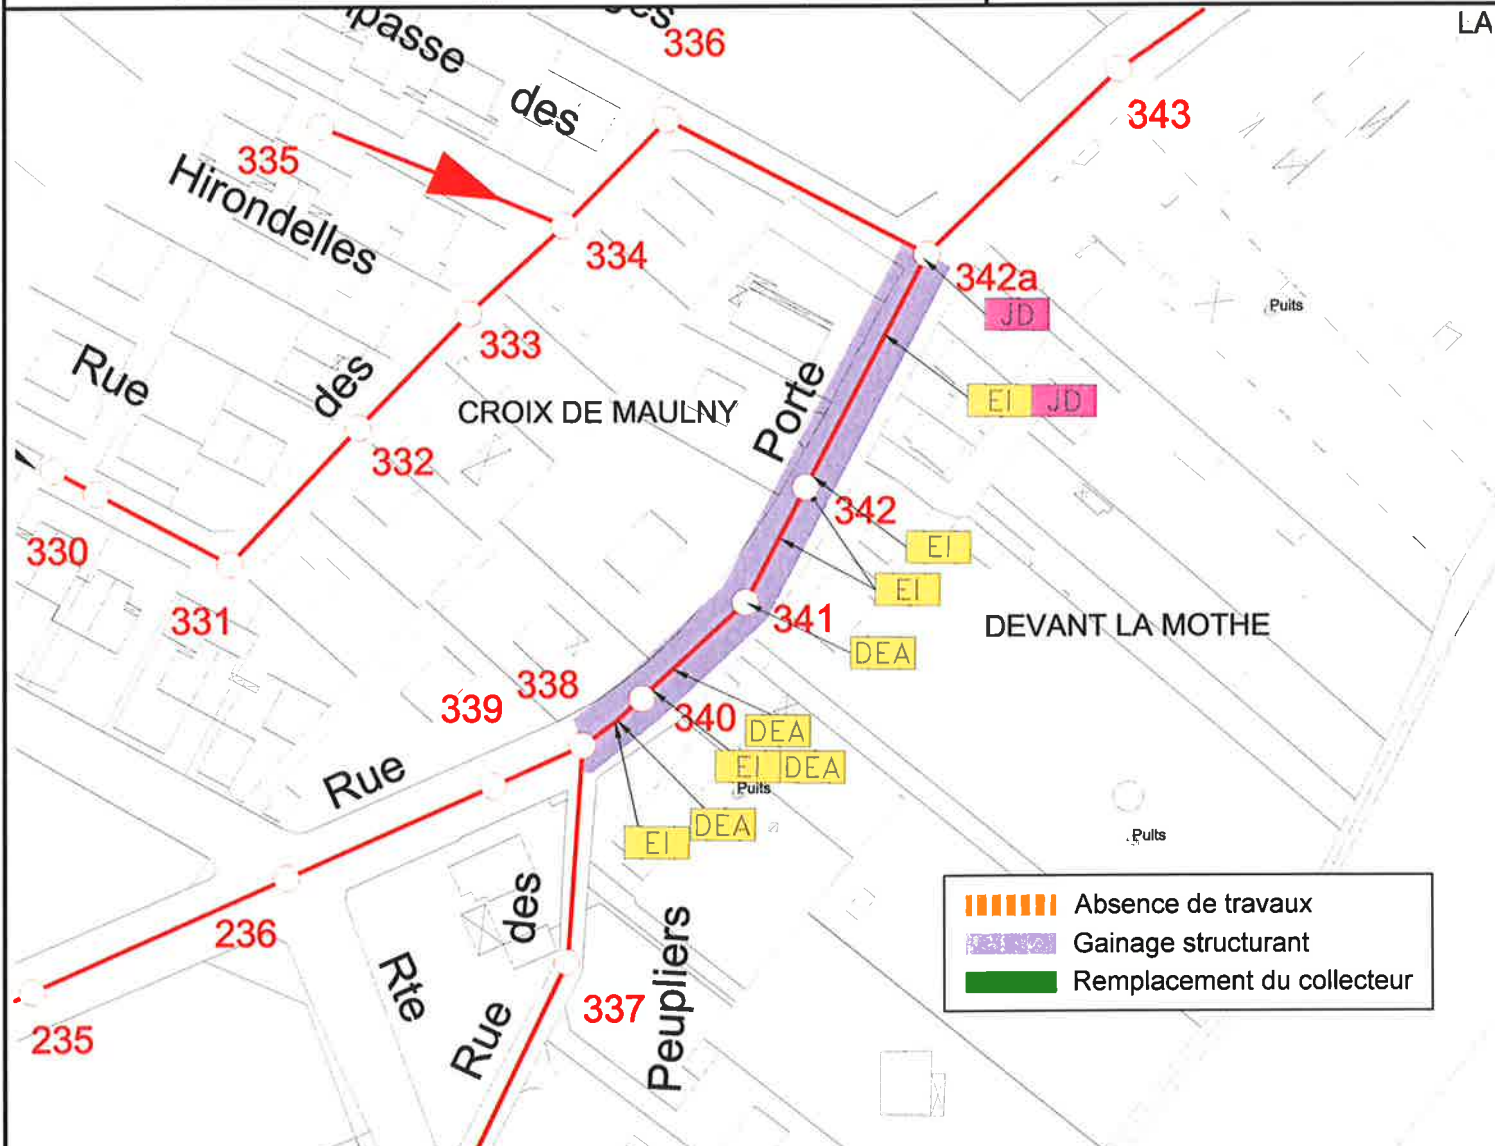 LA
336
des
343
335
Hirondelles
334
342a
JD
Puits
333
Rue
des
EI JD
CROIX DE MAULNY
Porte
332
342
330
EI
EI
331
341
DEVANT LA MOTHE
DEA
338
339
340
DEA
EI DEA
Puits
Rue
DEA
EI
Puits
des
236
Absence de travaux
Gainage structurant
Remplacement du collecteur
Rte
Rue
337
Peupliers
235